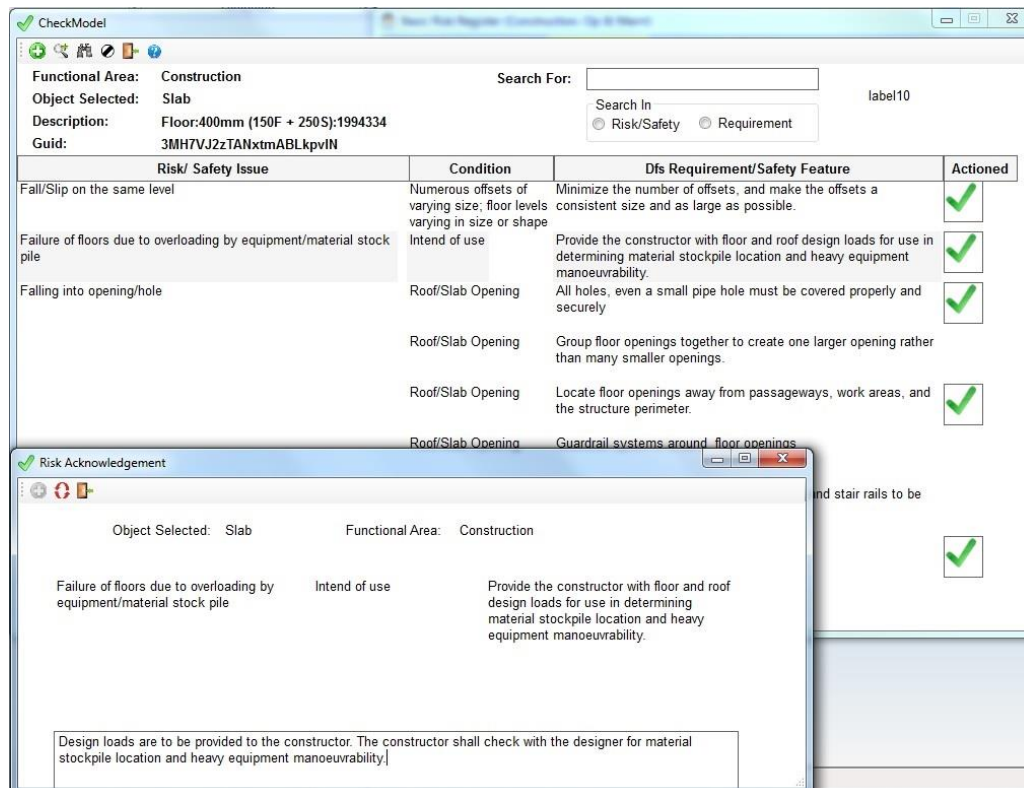 CheckModel
Functional Area: Construction
Search For:
Object Selected: Slab
label10
Search In
Description: Floor:400mm (150F + 250S):1994334
Risk/Safety Requirement
Guid: 3MH7VJ2zTANxtmABLkpvIN
Risk/ Safety Issue Condition Dfs Requirement/Safety Feature Actioned
Fall/Slip on the same level Numerous offsets of Minimize the number of offsets, and make the offsets a
varying size; floor levels consistent size and as large as possible.
varying in size or shape
Failure of floors due to overloading by equipment/material stock Intend of use Provide the constructor with floor and roof design loads for use in
pile determining material stockpile location and heavy equipment
manoeuvrability.
Falling into opening/hole Roof/Slab Opening All holes, even a small pipe hole must be covered properly and
securely
Roof/Slab Opening Group floor openings together to create one larger opening rather
than many smaller openings.
Roof/Slab Opening Locate floor openings away from passageways, work areas, and
the structure perimeter.
Roof/Slab Opening Guardrail systems around floor openings
and stair rails to be
Risk Acknowledgement
Object Selected: Slab Functional Area: Construction
Failure of floors due to overloading by Intend of use Provide the constructor with floor and roof
equipment/material stock pile design loads for use in determining
material stockpile location and heavy
equipment manoeuvrability.
Design loads are to be provided to the constructor. The constructor shall check with the designer for material
stockpile location and heavy equipment manoeuvrability.